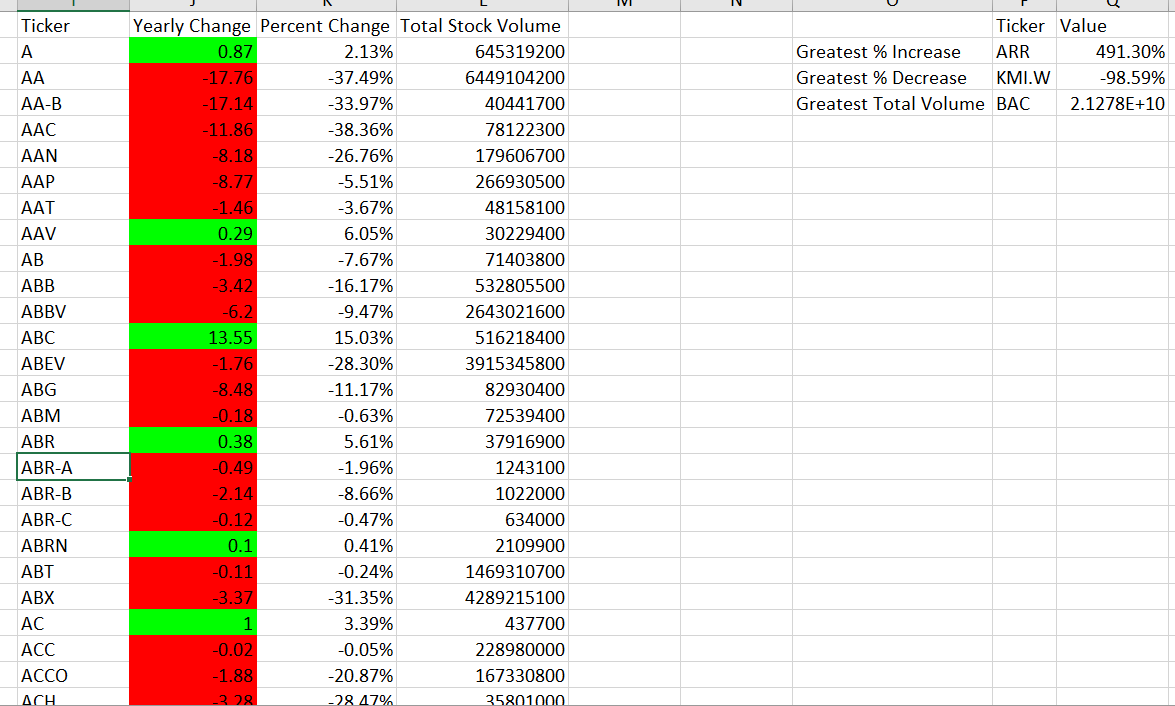 I J K L M N O P Q
Ticker Yearly Change Percent Change Total Stock Volume Ticker Value
A 0.87 2.13% 645319200 Greatest % Increase ARR 491.30%
AA -17.76 -37.49% 6449104200 Greatest % Decrease KMI.W -98.59%
AA-B -17.14 -33.97% 40441700 Greatest Total Volume BAC 2.1278E+10
AAC -11.86 -38.36% 78122300
AAN -8.18 -26.76% 179606700
AAP -8.77 -5.51% 266930500
AAT -1.46 -3.67% 48158100
AAV 0.29 6.05% 30229400
AB -1.98 -7.67% 71403800
ABB -3.42 -16.17% 532805500
ABBV -6.2 -9.47% 2643021600
ABC 13.55 15.03% 516218400
ABEV -1.76 -28.30% 3915345800
ABG -8.48 -11.17% 82930400
ABM -0.18 -0.63% 72539400
ABR 0.38 5.61% 37916900
ABR-A -0.49 -1.96% 1243100
ABR-B -2.14 -8.66% 1022000
ABR-C -0.12 -0.47% 634000
ABRN 0.1 0.41% 2109900
ABT -0.11 -0.24% 1469310700
ABX -3.37 -31.35% 4289215100
AC 1 3.39% 437700
ACC -0.02 -0.05% 228980000
ACCO -1.88 -20.87% 167330800
ACH -3.28 -28.47% 35801000